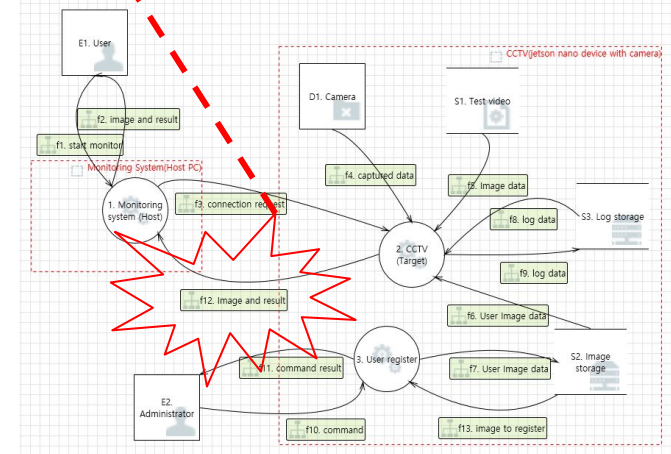 E1. User
CCTV(jetson nano device with camera)
D1. Camera
S1. Test video
f2. image and result
f1. start monitor
Monitoring System(Host PC)
f4. captured data
f5. Image data
1. Monitoring
system (Host)
f3. connection request
f8. log data
S3. Log storage
2. CCTV
(Target)
f9. log data
f12. Image and result
f6. User Image data
f11. command result
3. User register
f7. User Image data
S2. Image
storage
E2.
Administrator
f10. command
f13. image to register